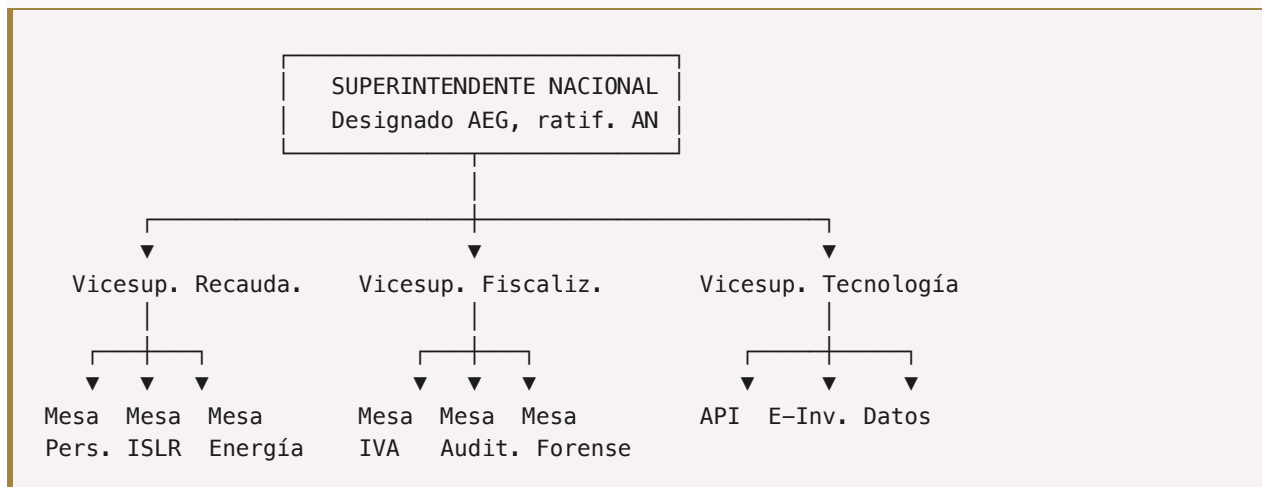 SUPERINTENDENTE NACIONAL
Designado AEG, ratif. AN
Vicesup. Recauda. Vicesup. Fiscaliz. Vicesup. Tecnología
Mesa Mesa Mesa Mesa Mesa Mesa API E-Inv. Datos
Pers. ISLR Energía IVA Audit. Forense